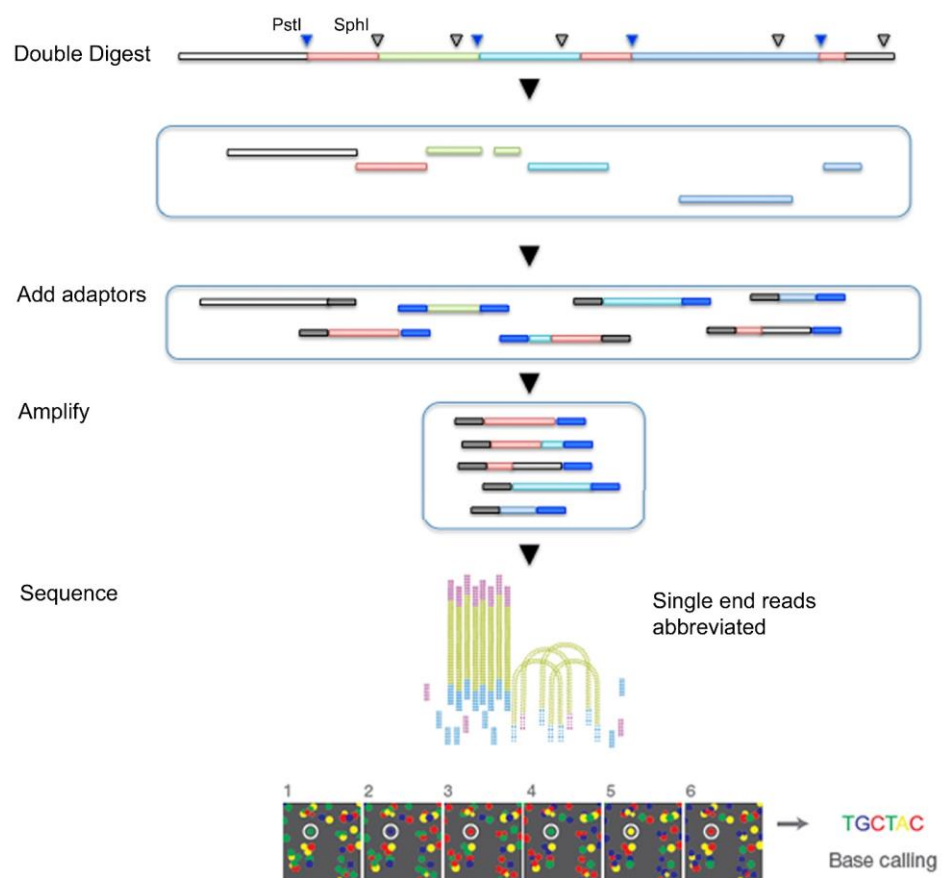 PstI SphI
Double Digest
Add adaptors
Amplify
Sequence
Single end reads
abbreviated
1 2 3 4 5 6
TGCTAC
Base calling